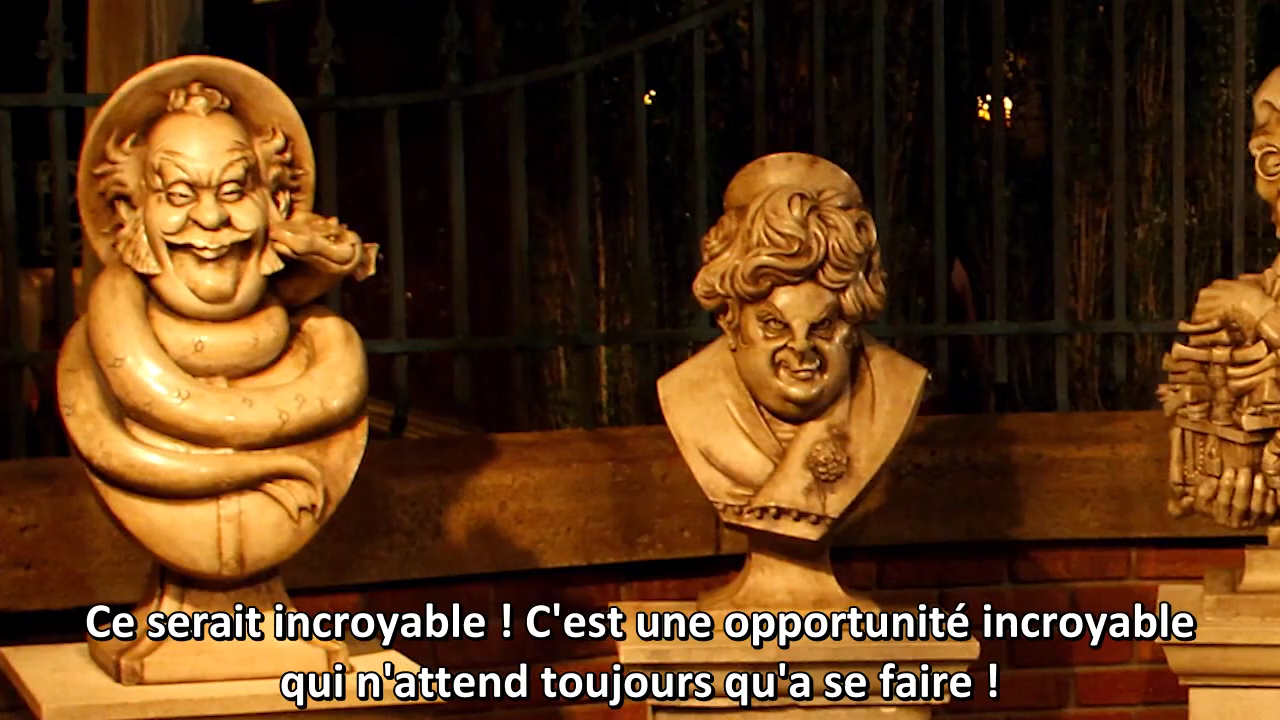 Ce serait incroyable ! C'est une opportunité incroyable
qui n'attend toujours qu'a se faire !